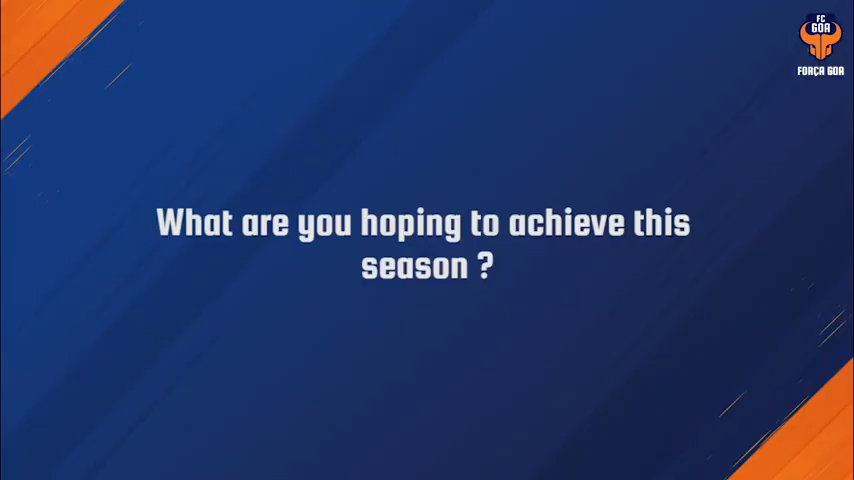 FC
GOA
FORÇA GOA
What are you hoping to achieve this
season ?